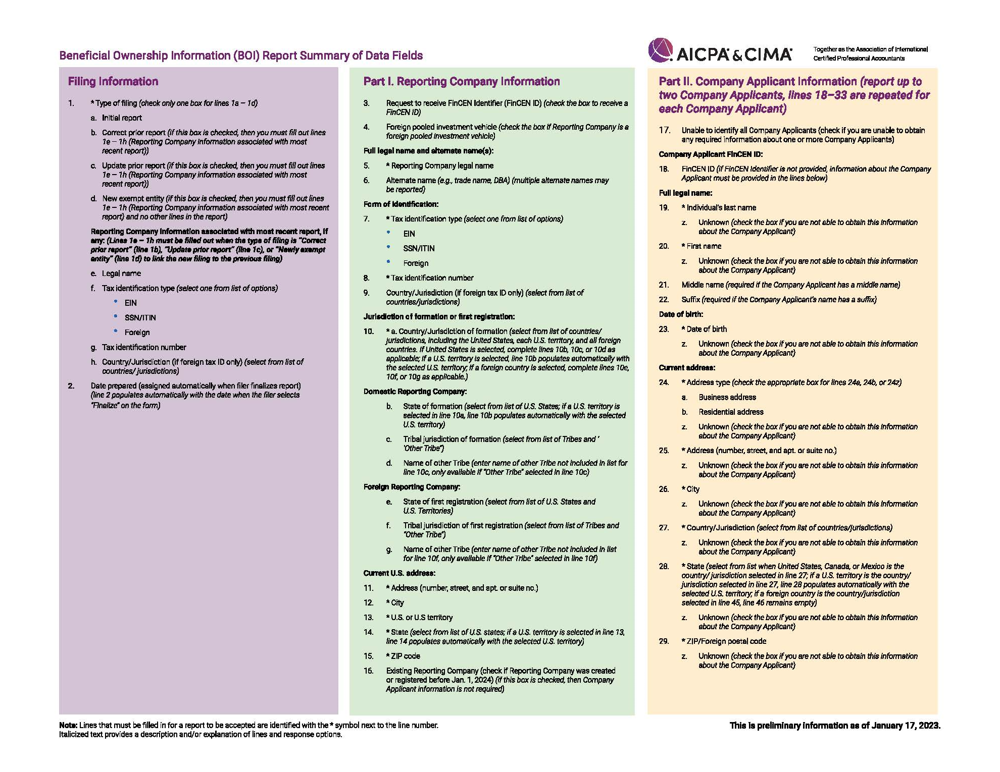 Beneficial Ownership Information (BOI) Report Summary of Data Fields
AICPA & CIMA
Together as the Association of International
Certified Professional Accountants
Filing Information
1. * Type of filing (check only one box for lines 1a – 1d)
a. Initial report
b. Correct prior report (if this box is checked, then you must fill out lines
1e – 1h (Reporting Company information associated with most
recent report))
c. Update prior report (if this box is checked, then you must fill out lines
1e – 1h (Reporting Company information associated with most
recent report))
d. New exempt entity (if this box is checked, then you must fill out lines
1e – 1h (Reporting Company information associated with most recent
report) and no other lines in the report)
Reporting Company information associated with most recent report, if
any: (Lines 1e – 1h must be filled out when the type of filing is “Correct
prior report” (line 1b), “Update prior report” (line 1c), or “Newly exempt
entity” (line 1d) to link the new filing to the previous filing)
e. Legal name
f. Tax identification type (select one from list of options)
• EIN
• SSN/ITIN
• Foreign
g. Tax identification number
h. Country/Jurisdiction (if foreign tax ID only) (select from list of
countries/jurisdictions)
2. Date prepared (assigned automatically when filer finalizes report)
(line 2 populates automatically with the date when the filer selects
“Finalize” on the form)
Part I. Reporting Company Information
3. Request to receive FinCEN Identifier (FinCEN ID) (check the box to receive a
FinCEN ID)
4. Foreign pooled investment vehicle (check the box if Reporting Company is a
foreign pooled investment vehicle)
Full legal name and alternate name(s):
5. * Reporting Company legal name
6. Alternate name (e.g., trade name, DBA) (multiple alternate names may
be reported)
Form of identification:
7. * Tax identification type (select one from list of options)
• EIN
• SSN/ITIN
• Foreign
8. * Tax identification number
9. Country/Jurisdiction (if foreign tax ID only) (select from list of
countries/jurisdictions)
Jurisdiction of formation or first registration:
10. * a. Country/Jurisdiction of formation (select from list of countries/
jurisdictions, including the United States, each U.S. territory, and all foreign
countries. If United States is selected, complete lines 10b, 10c, or 10d as
applicable; if a U.S. territory is selected, line 10b populates automatically with
the selected U.S. territory; if a foreign country is selected, complete lines 10e,
10f, or 10g as applicable.)
Domestic Reporting Company:
b. State of formation (select from list of U.S. States; if a U.S. territory is
selected in line 10a, line 10b populates automatically with the selected
U.S. territory)
c. Tribal jurisdiction of formation (select from list of Tribes and ‘
‘Other Tribe”)
d. Name of other Tribe (enter name of other Tribe not included in list for
line 10c, only available if “Other Tribe” selected in line 10c)
Foreign Reporting Company:
e. State of first registration (select from list of U.S. States and
U.S. Territories)
f. Tribal jurisdiction of first registration (select from list of Tribes and
“Other Tribe”)
g. Name of other Tribe (enter name of other Tribe not included in list
for line 10f, only available if “Other Tribe” selected in line 10f)
Current U.S. address:
11. * Address (number, street, and apt. or suite no.)
12. * City
13. * U.S. or U.S territory
14. * State (select from list of U.S. states; if a U.S. territory is selected in line 13,
line 14 populates automatically with the selected U.S. territory)
15. * ZIP code
16. Existing Reporting Company (check if Reporting Company was created
or registered before Jan. 1, 2024) (if this box is checked, then Company
Applicant information is not required)
Part II. Company Applicant Information (report up to
two Company Applicants, lines 18–33 are repeated for
each Company Applicant)
17. Unable to identify all Company Applicants (check if you are unable to obtain
any required information about one or more Company Applicants)
Company Applicant FinCEN ID:
18. FinCEN ID (if FinCEN Identifier is not provided, information about the Company
Applicant must be provided in the lines below)
Full legal name:
19. * Individual’s last name
z. Unknown (check the box if you are not able to obtain this information
about the Company Applicant)
20. * First name
z. Unknown (check the box if you are not able to obtain this information
about the Company Applicant)
21. Middle name (required if the Company Applicant has a middle name)
22. Suffix (required if the Company Applicant’s name has a suffix)
Date of birth:
23. * Date of birth
z. Unknown (check the box if you are not able to obtain this information
about the Company Applicant)
Current address:
24. * Address type (check the appropriate box for lines 24a, 24b, or 24z)
a. Business address
b. Residential address
z. Unknown (check the box if you are not able to obtain this information
about the Company Applicant)
25. * Address (number, street, and apt. or suite no.)
z. Unknown (check the box if you are not able to obtain this information
about the Company Applicant)
26. * City
z. Unknown (check the box if you are not able to obtain this information
about the Company Applicant)
27. * Country/Jurisdiction (select from list of countries/jurisdictions)
z. Unknown (check the box if you are not able to obtain this information
about the Company Applicant)
28. * State (select from list when United States, Canada, or Mexico is the
country/jurisdiction selected in line 27; if a U.S. territory is the country/
jurisdiction selected in line 27, line 28 populates automatically with the
selected U.S. territory; if a foreign country is the country/jurisdiction
selected in line 45, line 46 remains empty)
z. Unknown (check the box if you are not able to obtain this information
about the Company Applicant)
29. * ZIP/Foreign postal code
z. Unknown (check the box if you are not able to obtain this information
about the Company Applicant)
Note: Lines that must be filled in for a report to be accepted are identified with the * symbol next to the line number.
Italicized text provides a description and/or explanation of lines and response options.
This is preliminary information as of January 17, 2023.